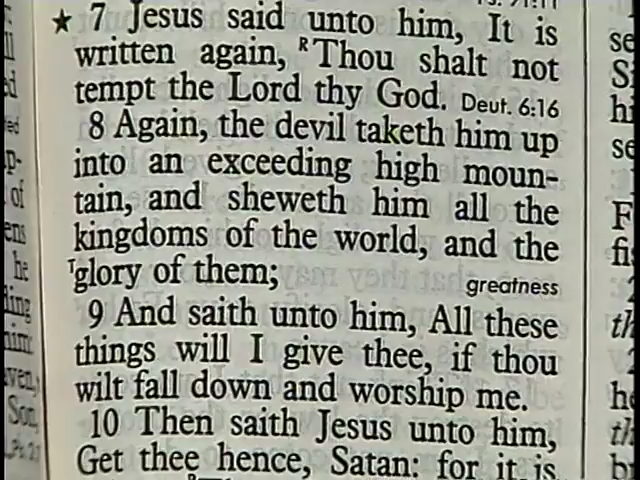 ★ 7 Jesus said unto him, It is
written again, ᴿThou shalt not
tempt the Lord thy God. Deut. 6:16
8 Again, the devil taketh him up
into an exceeding high moun-
tain, and sheweth him all the
kingdoms of the world, and the
ᵀglory of them; greatness
9 And saith unto him, All these
things will I give thee, if thou
wilt fall down and worship me.
10 Then saith Jesus unto him,
Get thee hence, Satan: for it is